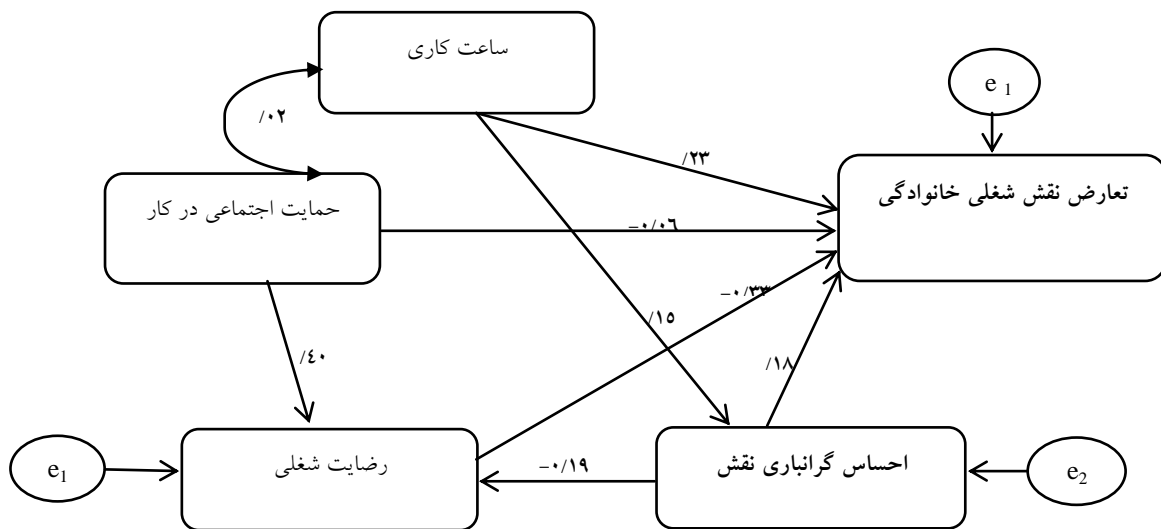 ساعت کاری
e 1
/۰۲
/۲۳
تعارض نقش شغلی خانوادگی
حمایت اجتماعی در کار
-۰/۰۶
-۰/۳۳
/۱۵
/۱۸
/٤۰
رضایت شغلی
-۰/۱۹
احساس گرانباری نقش
e1
e2